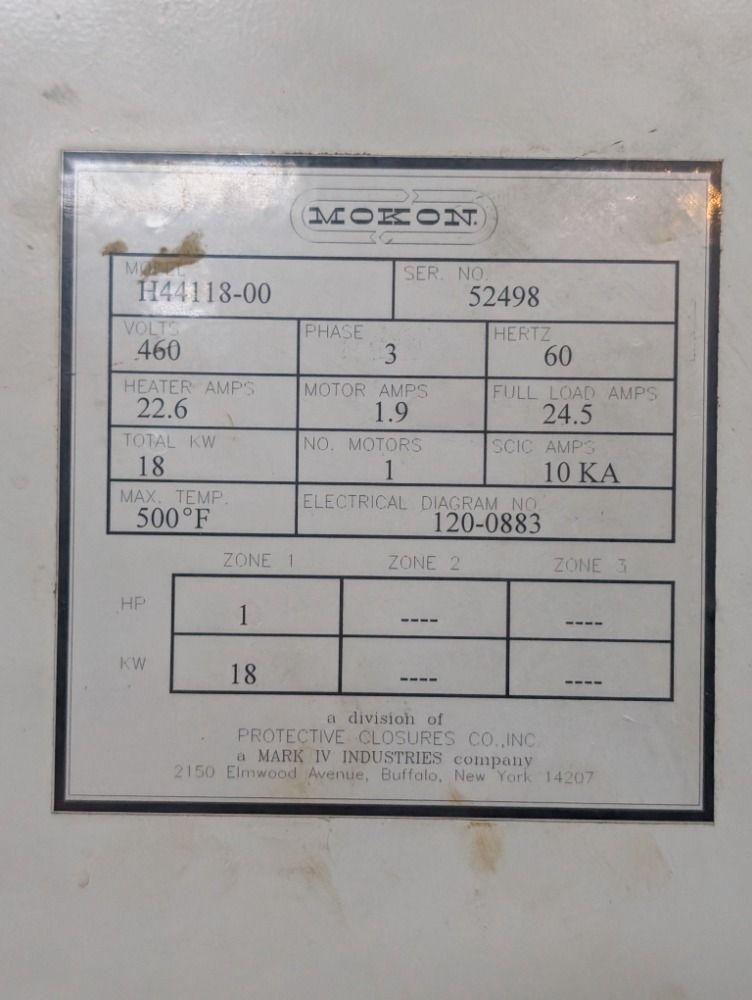 MOKON.
MODEL SER. NO.
H44118-00 52498
VOLTS PHASE HERTZ
460 3 60
HEATER AMPS MOTOR AMPS FULL LOAD AMPS
22.6 1.9 24.5
TOTAL KW NO. MOTORS SCIC AMPS
18 1 10 KA
MAX. TEMP. ELECTRICAL DIAGRAM NO.
500°F 120-0883
ZONE 1 ZONE 2 ZONE 3
HP 1 ---- ----
KW 18 ---- ----
a division of
PROTECTIVE CLOSURES CO.,INC.
a MARK IV INDUSTRIES company
2150 Elmwood Avenue, Buffalo, New York 14207